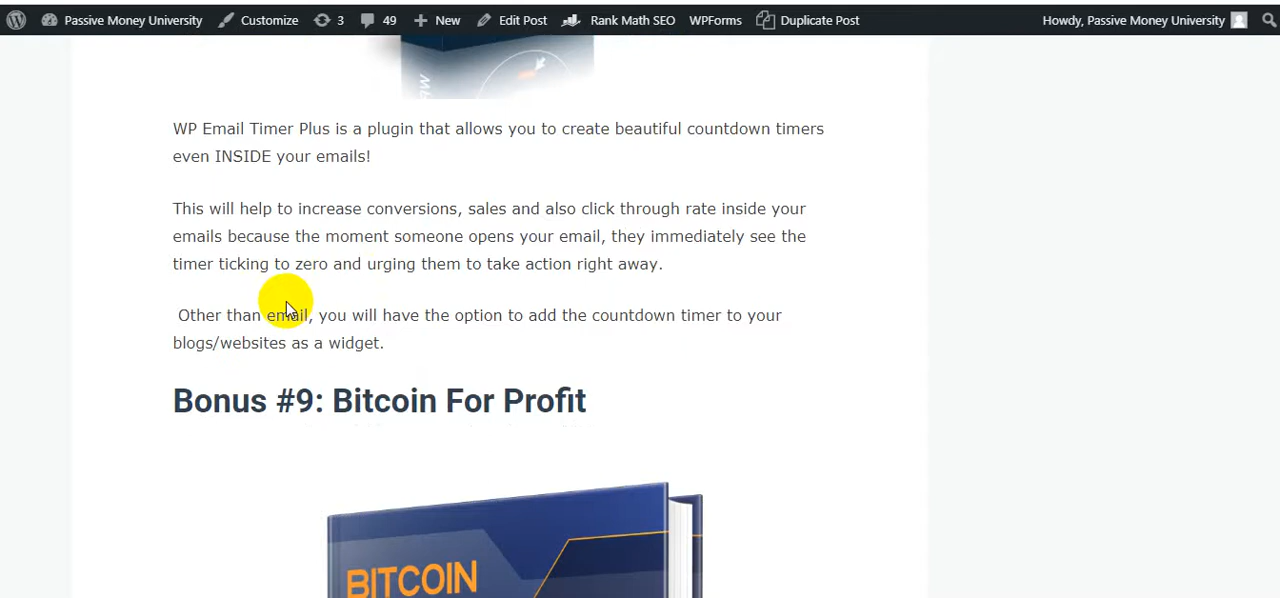 Passive Money University Customize 3 49 New Edit Post Rank Math SEO WPForms Duplicate Post Howdy, Passive Money University
WP Email Timer Plus is a plugin that allows you to create beautiful countdown timers
even INSIDE your emails!
This will help to increase conversions, sales and also click through rate inside your
emails because the moment someone opens your email, they immediately see the
timer ticking to zero and urging them to take action right away.
Other than email, you will have the option to add the countdown timer to your
blogs/websites as a widget.
Bonus #9: Bitcoin For Profit
BITCOIN